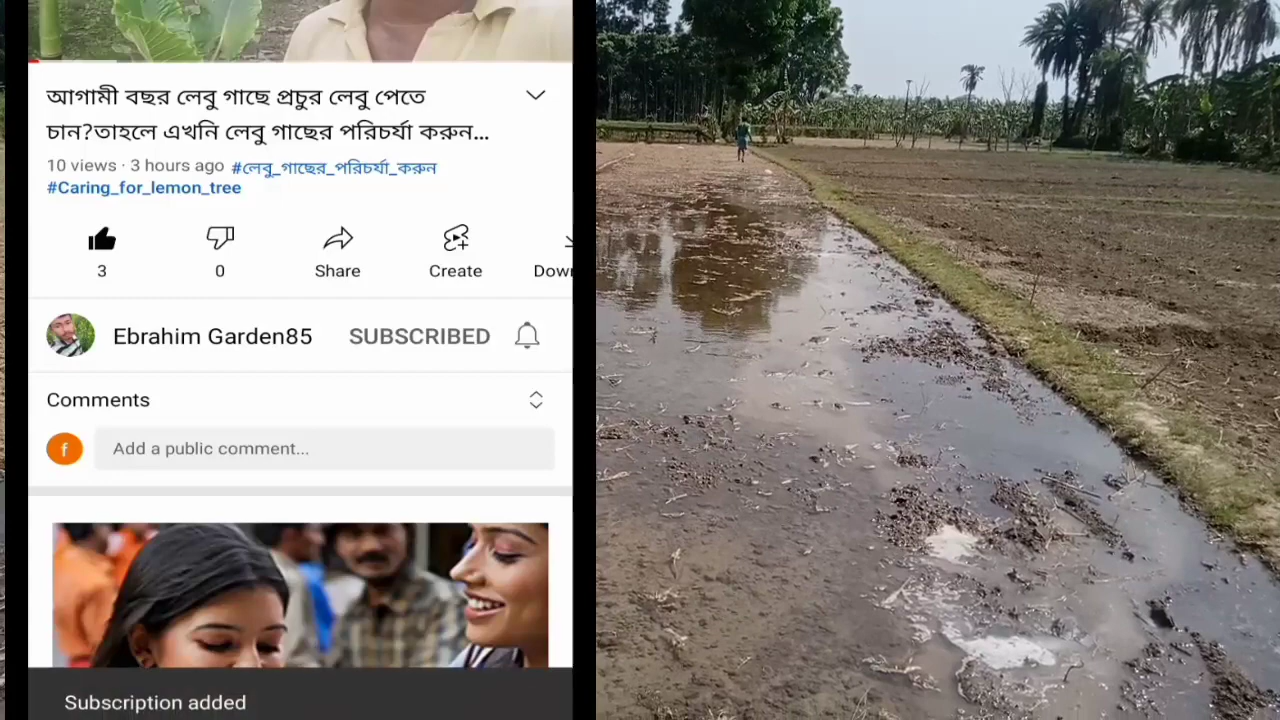 আগামী বছর লেবু গাছে প্রচুর লেবু পেতে
চান?তাহলে এখনি লেবু গাছের পরিচর্যা করুন...
10 views · 3 hours ago #লেবু_গাছের_পরিচর্যা_করুন
#Caring_for_lemon_tree
3 0 Share Create Down
Ebrahim Garden85 SUBSCRIBED
Comments
f Add a public comment...
Subscription added